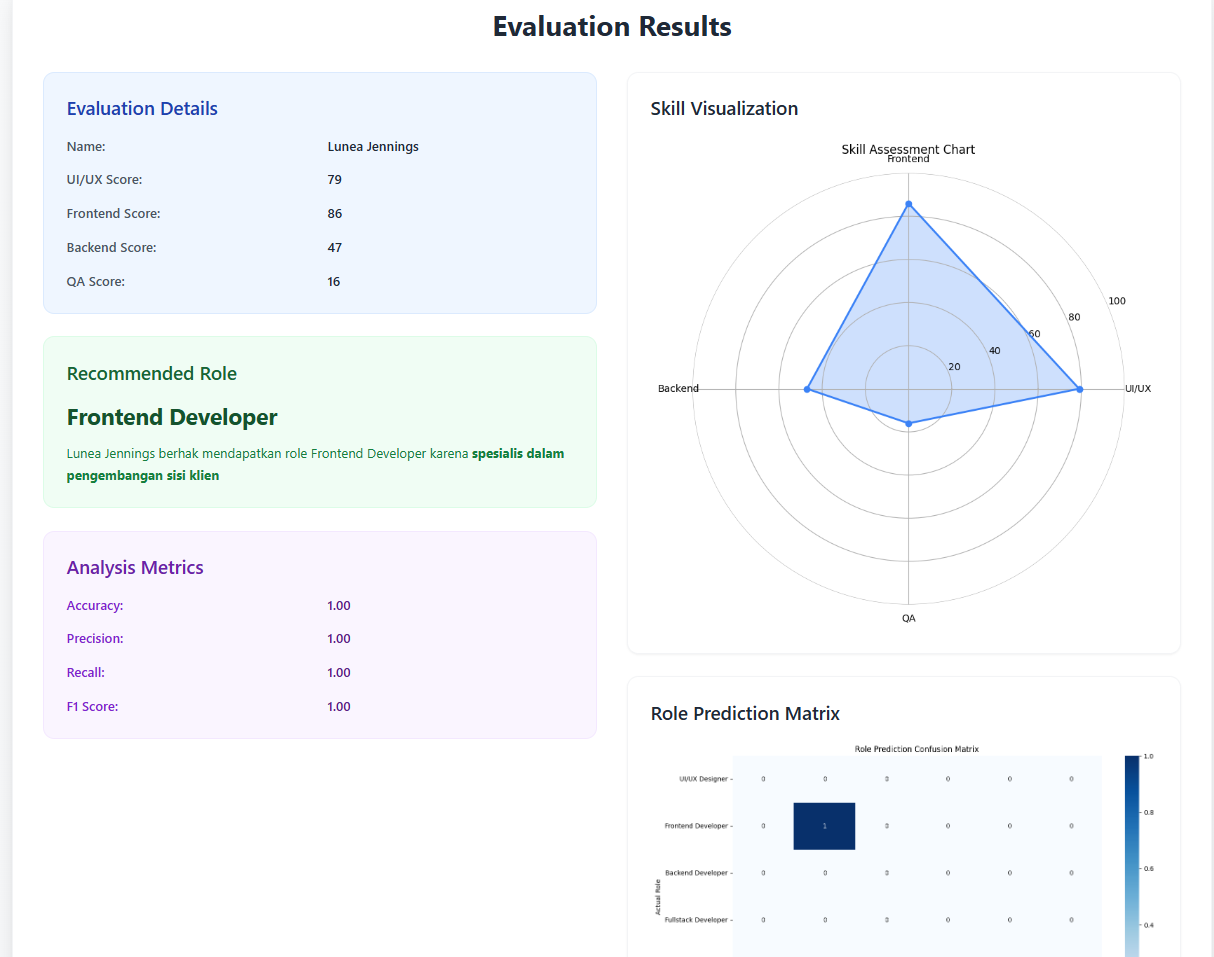 Evaluation Results
Evaluation Details
Name: Lunea Jennings
UI/UX Score: 79
Frontend Score: 86
Backend Score: 47
QA Score: 16
Recommended Role
Frontend Developer
Lunea Jennings berhak mendapatkan role Frontend Developer karena spesialis dalam
pengembangan sisi klien
Analysis Metrics
Accuracy: 1.00
Precision: 1.00
Recall: 1.00
F1 Score: 1.00
Skill Visualization
Skill Assessment Chart
Frontend
100
80
60
40
20
Backend
UI/UX
QA
Role Prediction Matrix
Role Prediction Confusion Matrix
UI/UX Designer 0 0 0 0 0 0
Frontend Developer 0 1 0 0 0 0
Backend Developer 0 0 0 0 0 0
Fullstack Developer 0 0 0 0 0 0
Actual Role
1.0
0.8
0.6
0.4